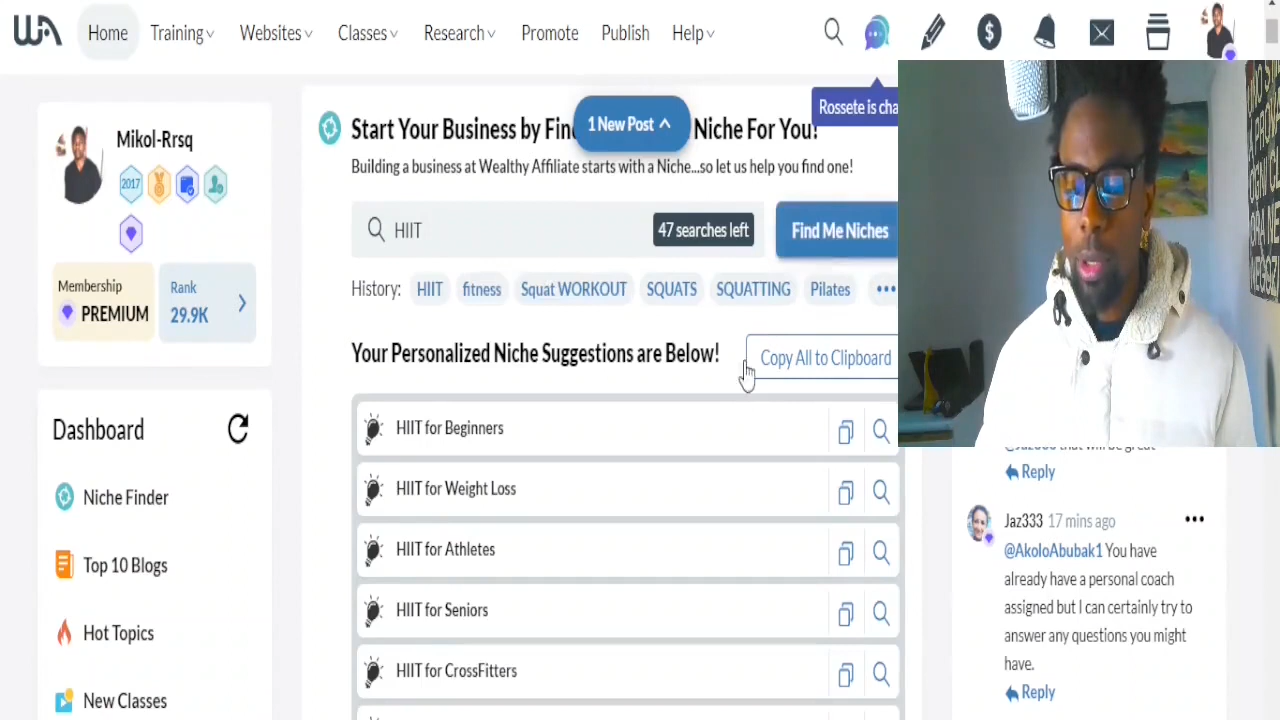 WA
Home
Training
Websites
Classes
Research
Promote
Publish
Help
Rossete is cha
Mikol-Rrsq
2017
Membership
PREMIUM
Rank
29.9K
Dashboard
Niche Finder
Top 10 Blogs
Hot Topics
New Classes
1 New Post
Start Your Business by Find Niche For You!
Building a business at Wealthy Affiliate starts with a Niche...so let us help you find one!
HIIT
47 searches left
Find Me Niches
History: HIIT fitness Squat WORKOUT SQUATS SQUATTING Pilates •••
Your Personalized Niche Suggestions are Below!
Copy All to Clipboard
HIIT for Beginners
HIIT for Weight Loss
HIIT for Athletes
HIIT for Seniors
HIIT for CrossFitters
that will be great
Reply
Jaz333 17 mins ago
@AkoloAbubak1 You have
already have a personal coach
assigned but I can certainly try to
answer any questions you might
have.
Reply